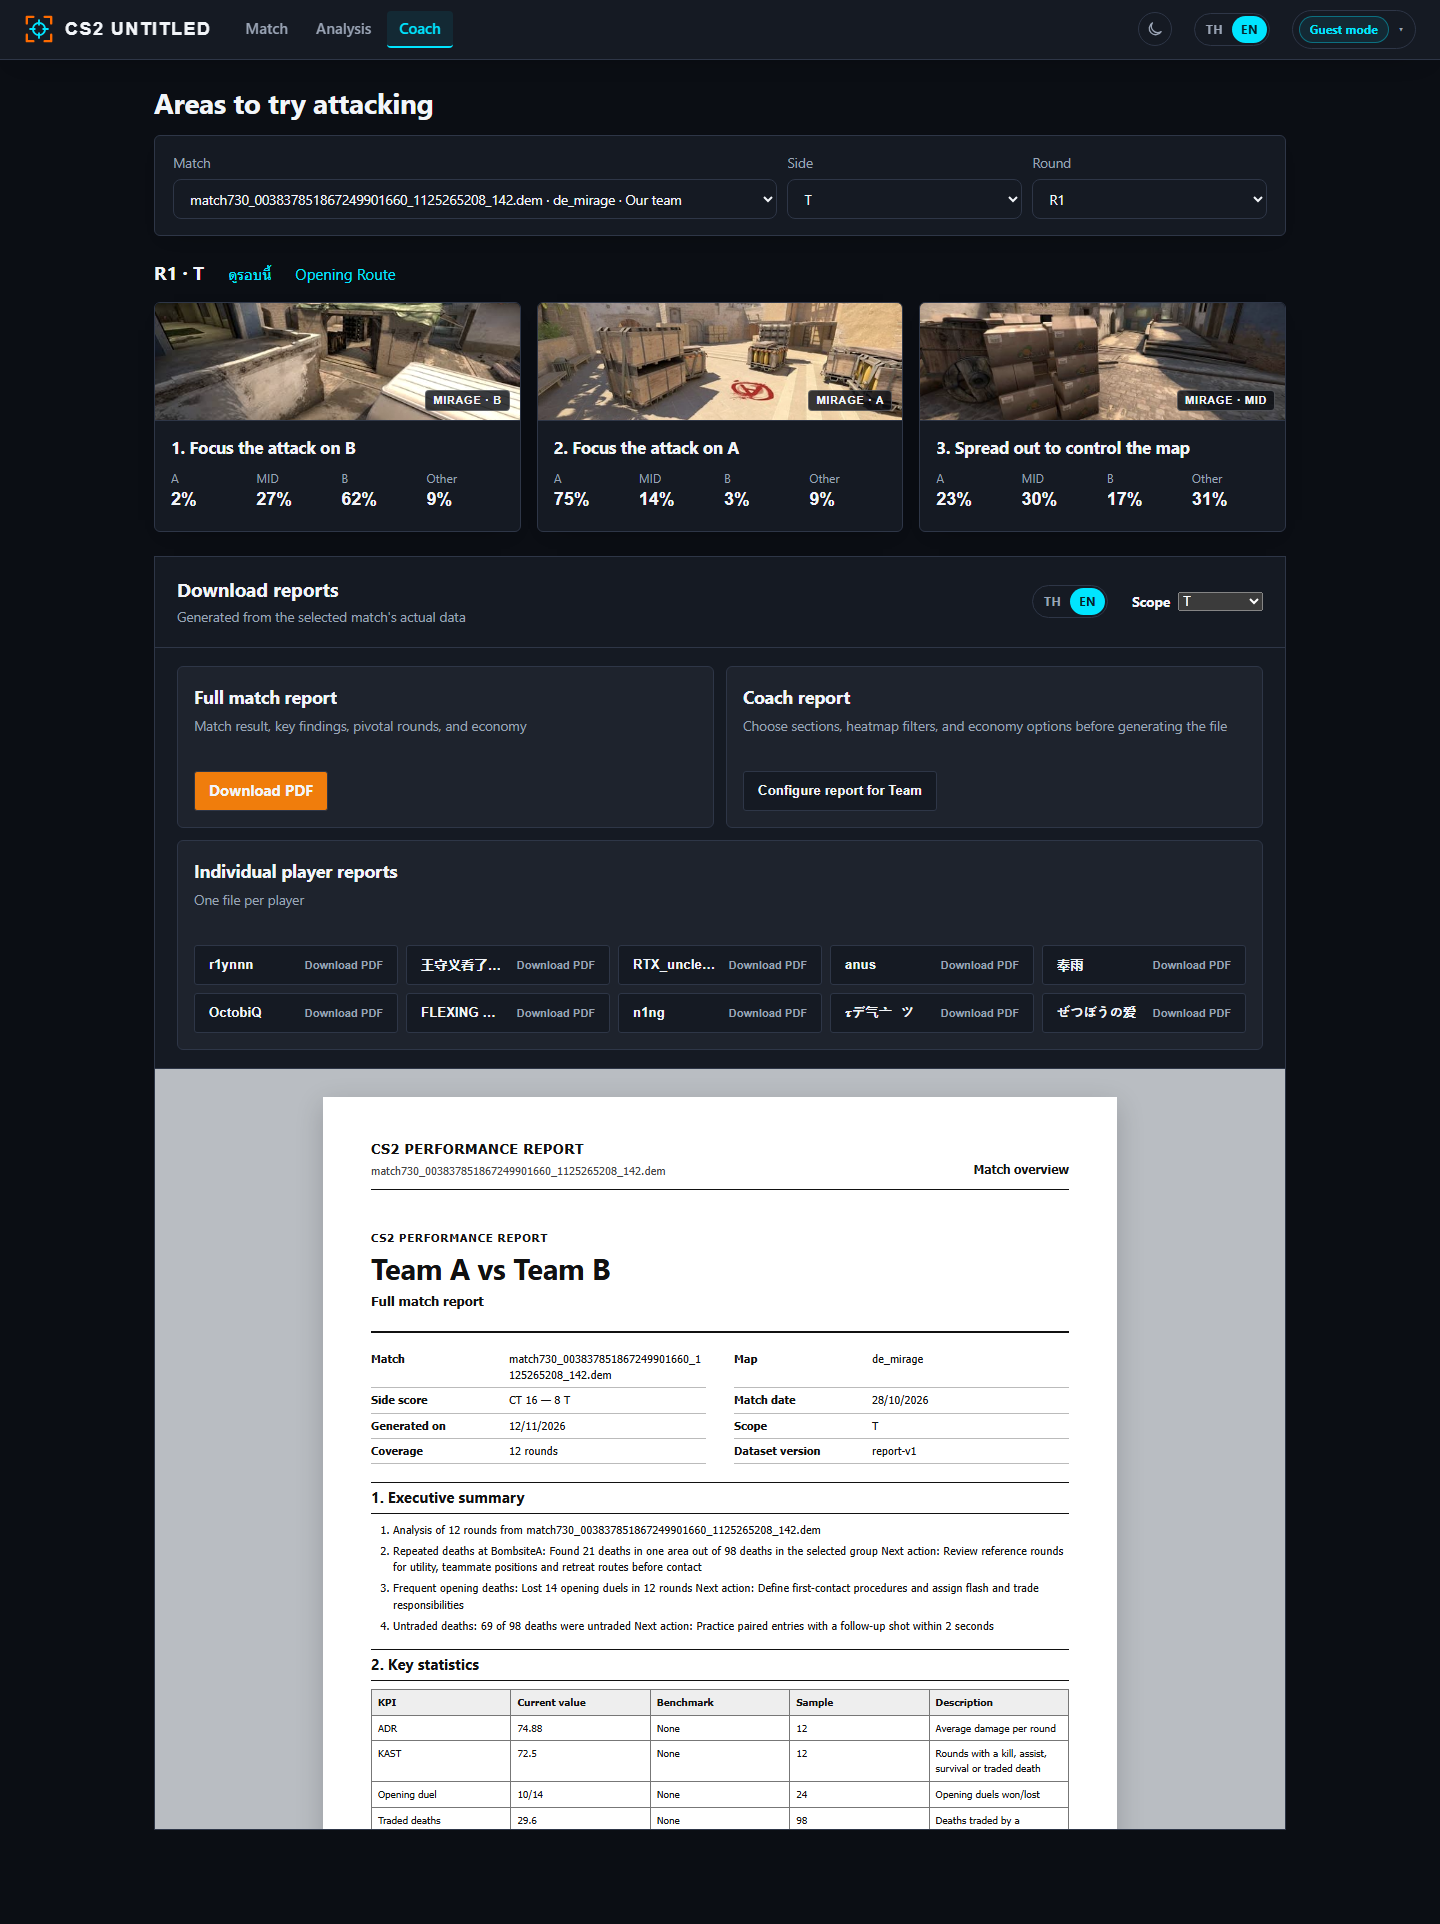 CS2 UNTITLED
Match
Analysis
Coach
TH
EN
Guest mode
Areas to try attacking
Match
Side
Round
match730_003837851867249901660_1125265208_142.dem · de_mirage · Our team
T
R1
R1 · T
ดูรอบนี้
Opening Route
MIRAGE · B
MIRAGE · A
MIRAGE · MID
1. Focus the attack on B
A
MID
B
Other
2%
27%
62%
9%
2. Focus the attack on A
A
MID
B
Other
75%
14%
3%
9%
3. Spread out to control the map
A
MID
B
Other
23%
30%
17%
31%
Download reports
Generated from the selected match's actual data
TH
EN
Scope
T
Full match report
Match result, key findings, pivotal rounds, and economy
Download PDF
Coach report
Choose sections, heatmap filters, and economy options before generating the file
Configure report for Team
Individual player reports
One file per player
r1ynnn Download PDF
王守义看了... Download PDF
RTX_uncle... Download PDF
anus Download PDF
Download PDF
OctobiQ Download PDF
FLEXING ... Download PDF
n1ng Download PDF
Download PDF
ぜつぼうの爱 Download PDF
CS2 PERFORMANCE REPORT
match730_003837851867249901660_1125265208_142.dem
Match overview
CS2 PERFORMANCE REPORT
Team A vs Team B
Full match report
Match match730_003837851867249901660_1
125265208_142.dem
Map de_mirage
Side score CT 16 — 8 T
Match date 28/10/2026
Generated on 12/11/2026
Scope T
Coverage 12 rounds
Dataset version report-v1
1. Executive summary
1. Analysis of 12 rounds from match730_003837851867249901660_1125265208_142.dem
2. Repeated deaths at BombsiteA: Found 21 deaths in one area out of 98 deaths in the selected group Next action: Review reference rounds
for utility, teammate positions and retreat routes before contact
3. Frequent opening deaths: Lost 14 opening duels in 12 rounds Next action: Define first-contact procedures and assign flash and trade
responsibilities
4. Untraded deaths: 69 of 98 deaths were untraded Next action: Practice paired entries with a follow-up shot within 2 seconds
2. Key statistics
KPI Current value Benchmark Sample Description
ADR 74.88 None 12 Average damage per round
KAST 72.5 None 12 Rounds with a kill, assist,
survival or traded death
Opening duel 10/14 None 24 Opening duels won/lost
Traded deaths 29.6 None 98 Deaths traded by a